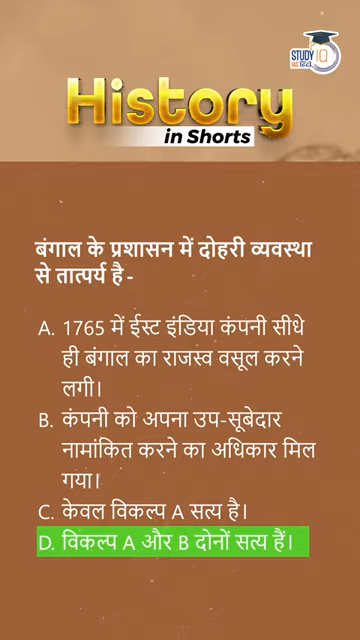 STUDY IQ
IAS हिंदी
History
in Shorts
बंगाल के प्रशासन में दोहरी व्यवस्था
से तात्पर्य है -
A. 1765 में ईस्ट इंडिया कंपनी सीधे
ही बंगाल का राजस्व वसूल करने
लगी।
B. कंपनी को अपना उप-सूबेदार
नामांकित करने का अधिकार मिल
गया।
C. केवल विकल्प A सत्य है।
D. विकल्प A और B दोनों सत्य हैं।